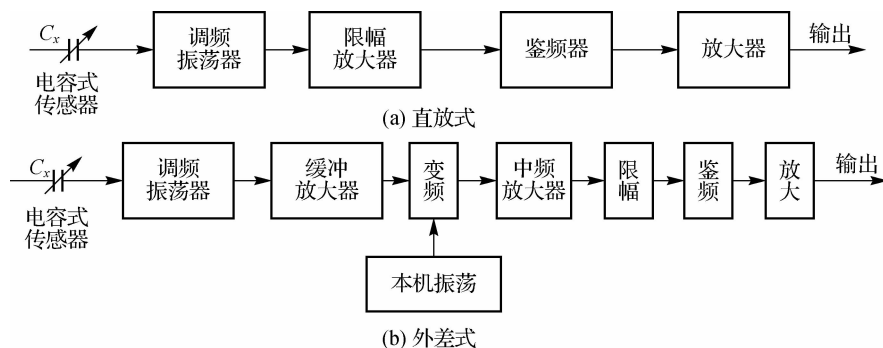 Cx
电容式
传感器
调频
振荡器
限幅
放大器
鉴频器
放大器
输出
(a) 直放式
Cx
电容式
传感器
调频
振荡器
缓冲
放大器
变
频
中频
放大器
限
幅
鉴
频
放
大
输出
本机振荡
(b) 外差式